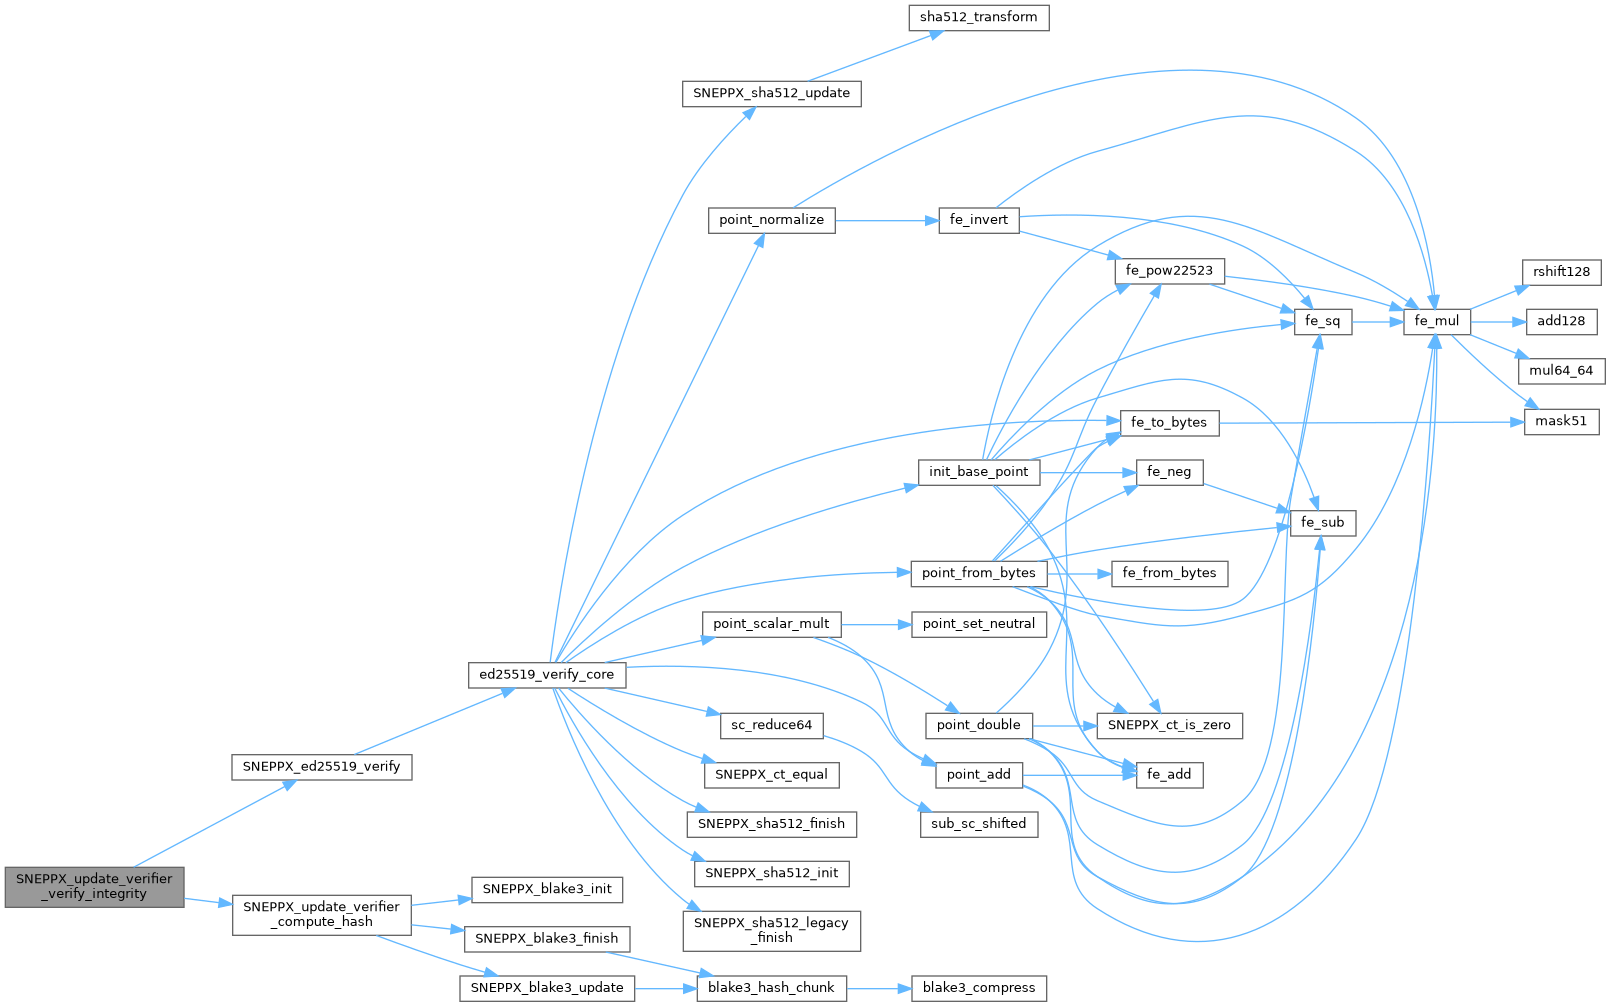 sha512_transform
SNEPPX_sha512_update
point_normalize
fe_invert
fe_pow22523
rshift128
fe_sq
fe_mul
add128
mul64_64
fe_to_bytes
mask51
init_base_point
fe_neg
fe_sub
point_from_bytes
fe_from_bytes
point_scalar_mult
point_set_neutral
ed25519_verify_core
sc_reduce64
point_double
SNEPPX_ct_is_zero
SNEPPX_ed25519_verify
SNEPPX_ct_equal
point_add
fe_add
SNEPPX_sha512_finish
sub_sc_shifted
SNEPPX_sha512_init
SNEPPX_update_verifier
_verify_integrity
SNEPPX_blake3_init
SNEPPX_update_verifier
_compute_hash
SNEPPX_sha512_legacy
_finish
SNEPPX_blake3_finish
SNEPPX_blake3_update
blake3_hash_chunk
blake3_compress